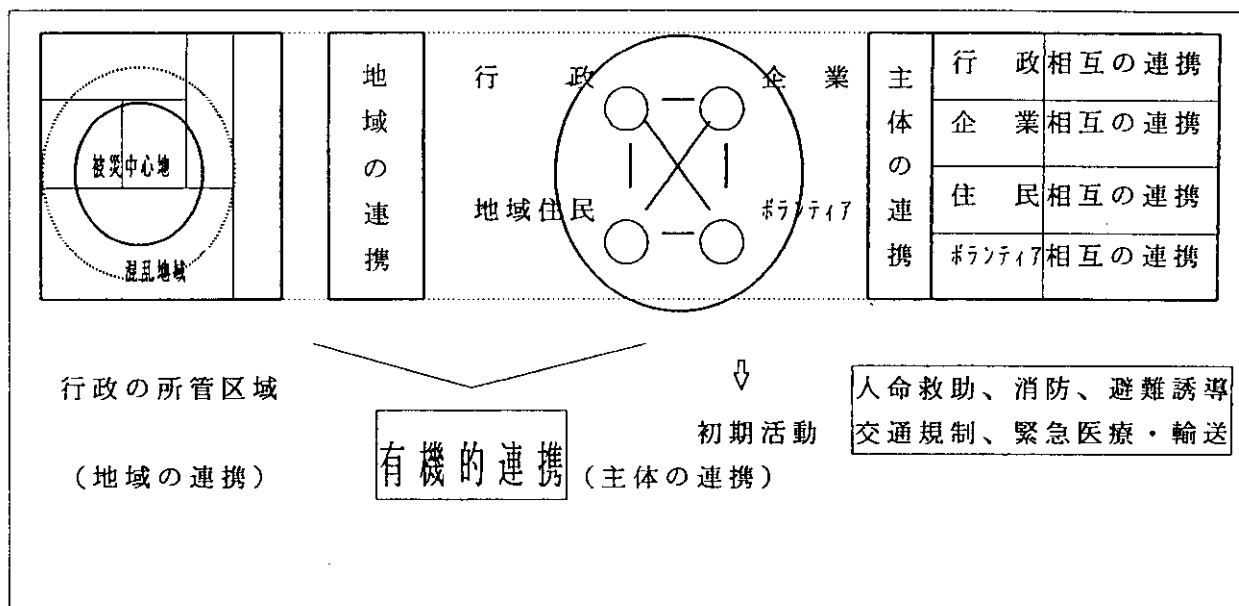 被災中心地
混乱地域
地域の連携
行政
企業
地域住民
ボランティア
主体の連携
行政相互の連携
企業相互の連携
住民相互の連携
ボランティア相互の連携
行政の所管区域
(地域の連携)
有機的連携
(主体の連携)
初期活動
人命救助、消防、避難誘導
交通規制、緊急医療・輸送